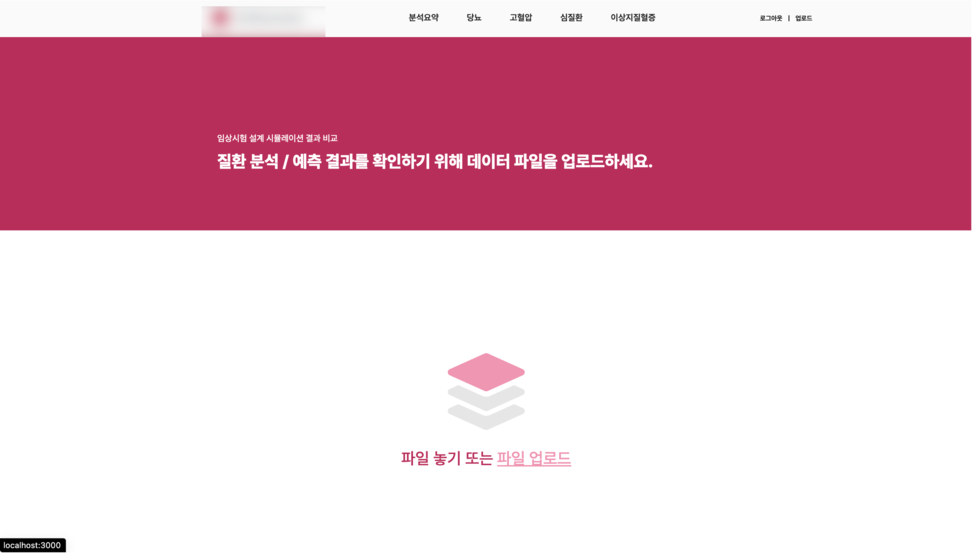 분석요약 당뇨 고혈압 심질환 이상지질혈증 로그아웃 | 업로드
임상시험 설계 시뮬레이션 결과 비교
질환 분석 / 예측 결과를 확인하기 위해 데이터 파일을 업로드하세요.
파일 놓기 또는 파일 업로드
localhost:3000